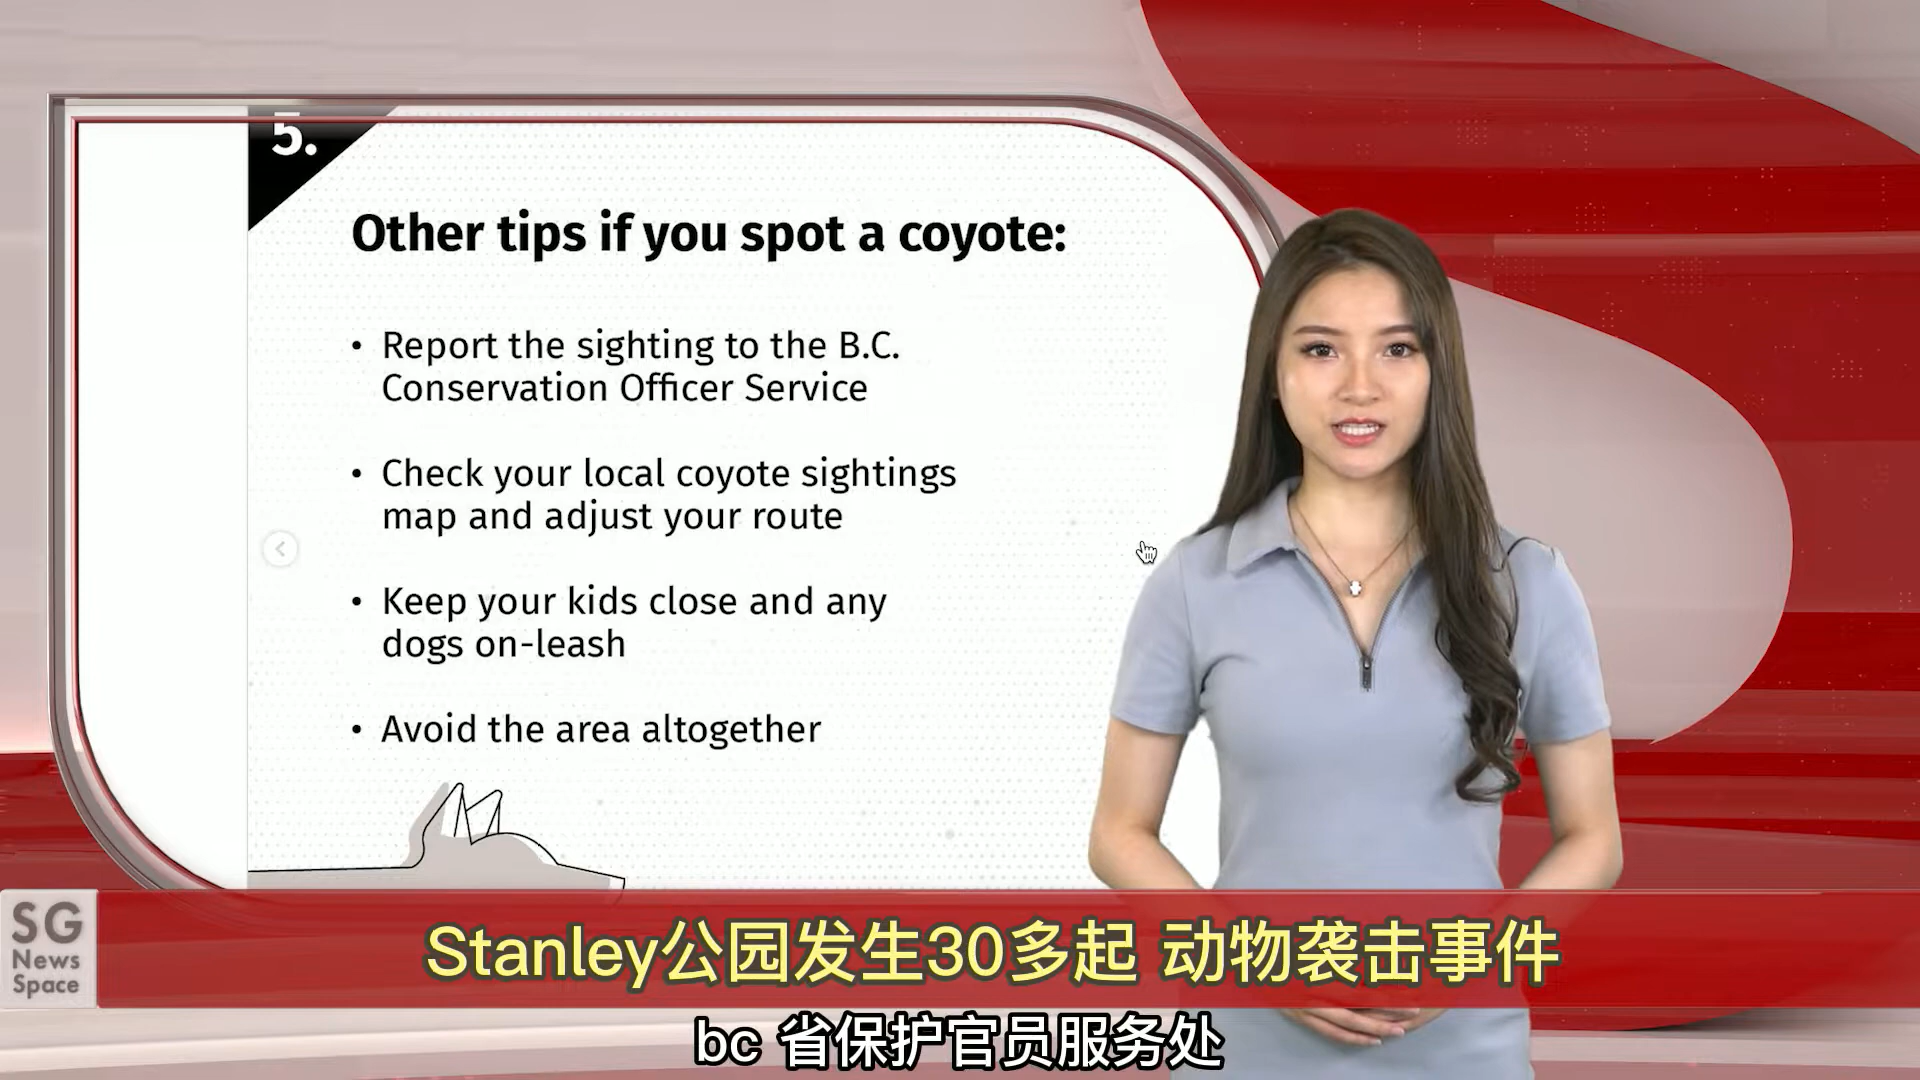 5.
Other tips if you spot a coyote:
• Report the sighting to the B.C.
Conservation Officer Service
• Check your local coyote sightings
map and adjust your route
• Keep your kids close and any
dogs on-leash
• Avoid the area altogether
SG
News
Space
Stanley公园发生30多起 动物袭击事件
bc 省保护官员服务处